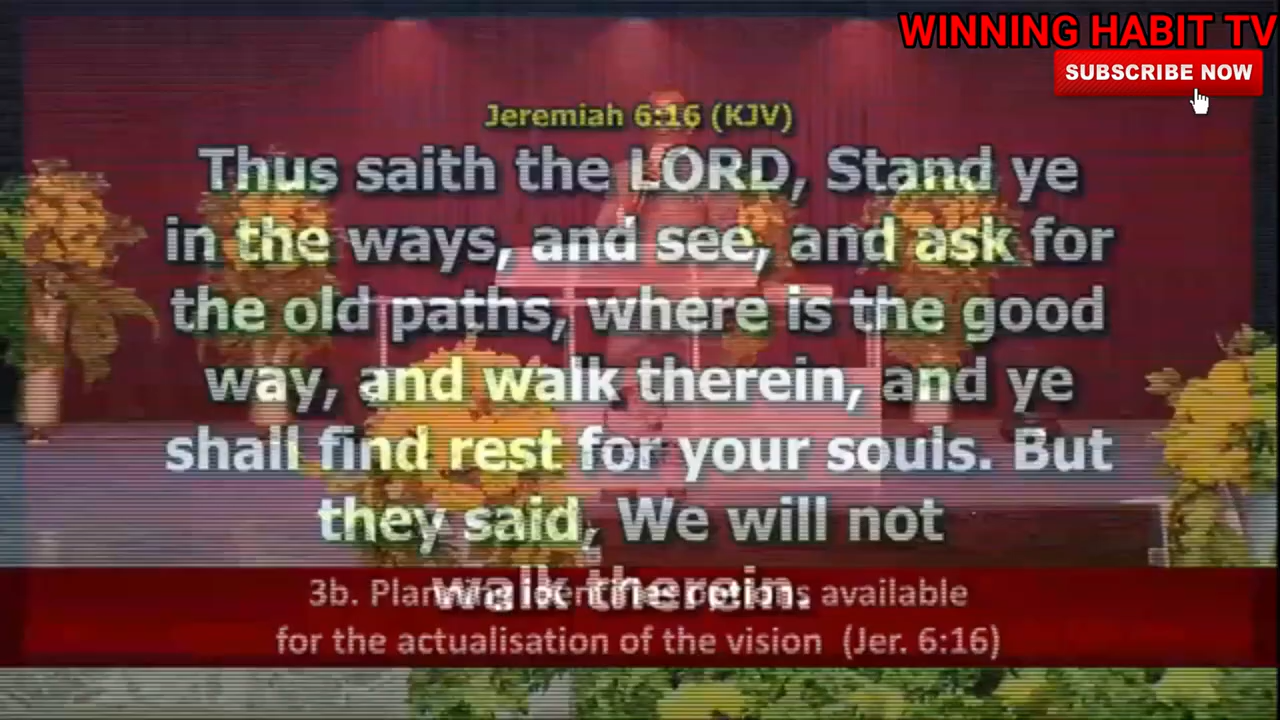 WINNING HABIT TV
SUBSCRIBE NOW
Jeremiah 6:16 (KJV)
Thus saith the LORD, Stand ye
in the ways, and see, and ask for
the old paths, where is the good
way, and walk therein, and ye
shall find rest for your souls. But
they said, We will not
walk therein.
3b. Planning identifies options available
for the actualisation of the vision (Jer. 6:16)